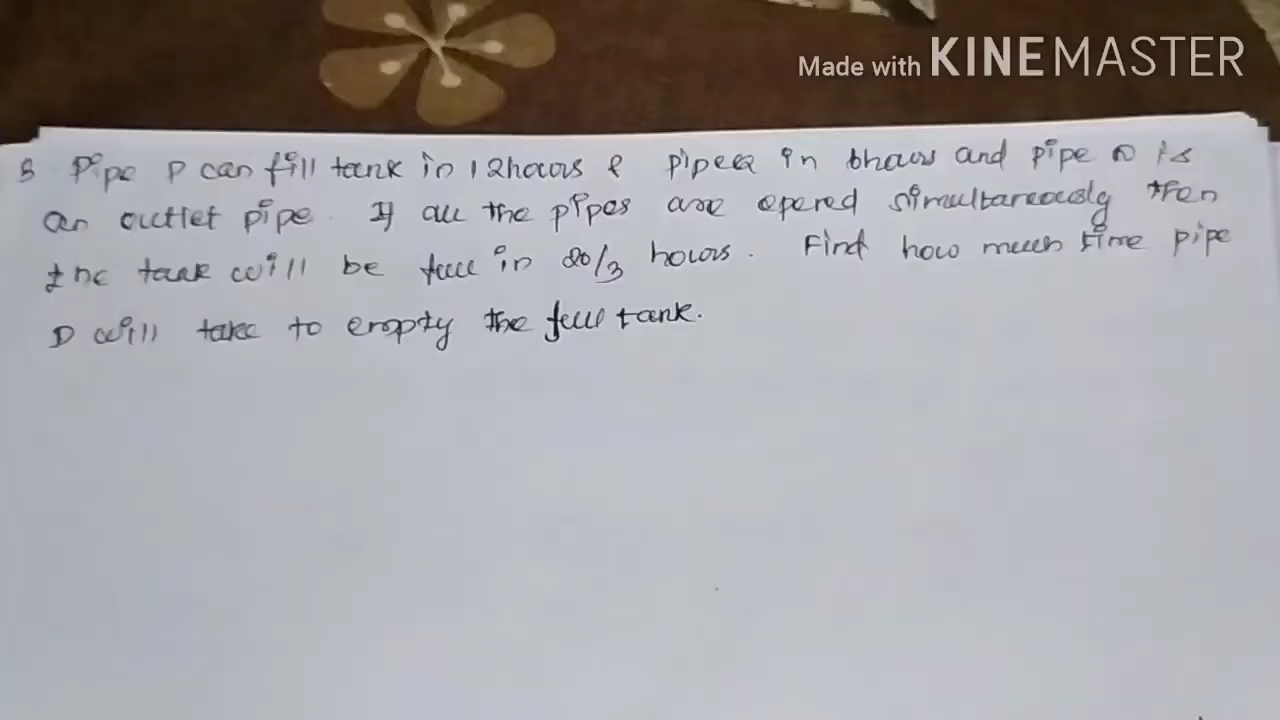 Made with KINEMASTER
8 Pipe P can fill tank in 12hours & pipeQ in 6hours and pipe D is
an outlet pipe. If all the pipes are opened simultaneously then
the tank will be full in 20/3 hours. Find how much time pipe
D will take to empty the full tank.